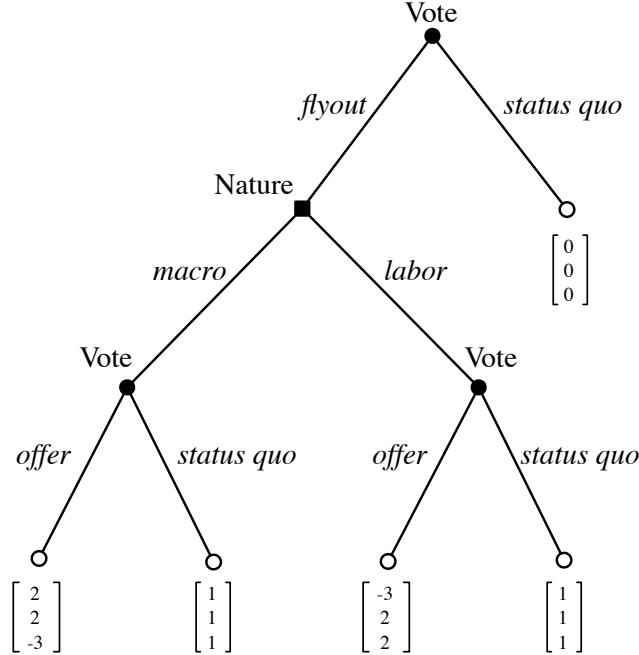 Vote
flyout status quo
Nature
macro labor
0
0
0
Vote Vote
offer status quo offer status quo
2 1 -3 1
2 1 2 1
-3 1 2 1